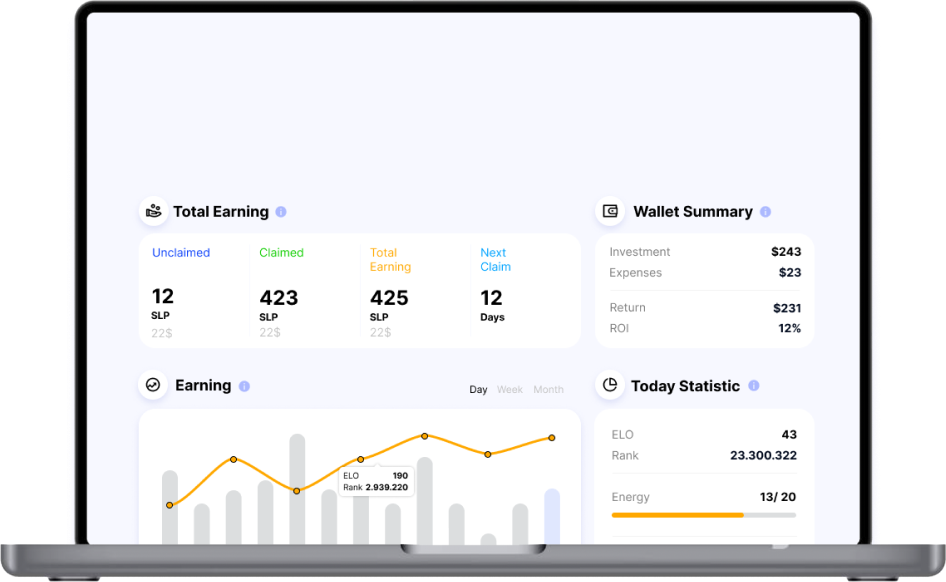 Total Earning
Unclaimed
12
SLP
22$
Claimed
423
SLP
22$
Total
Earning
425
SLP
22$
Next
Claim
12
Days
Wallet Summary
Investment $243
Expenses $23
Return $231
ROI 12%
Earning
Day Week Month
ELO 190
Rank 2.939.220
Today Statistic
ELO 43
Rank 23.300.322
Energy 13/ 20